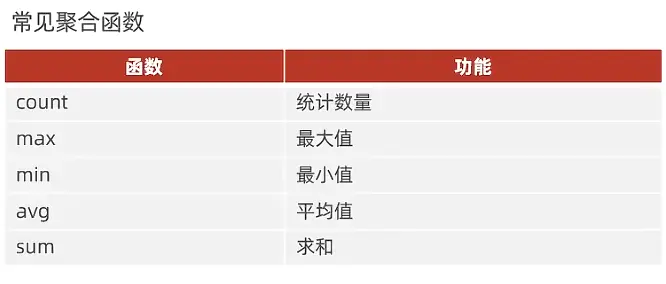 常见聚合函数
函数 功能
count 统计数量
max 最大值
min 最小值
avg 平均值
sum 求和